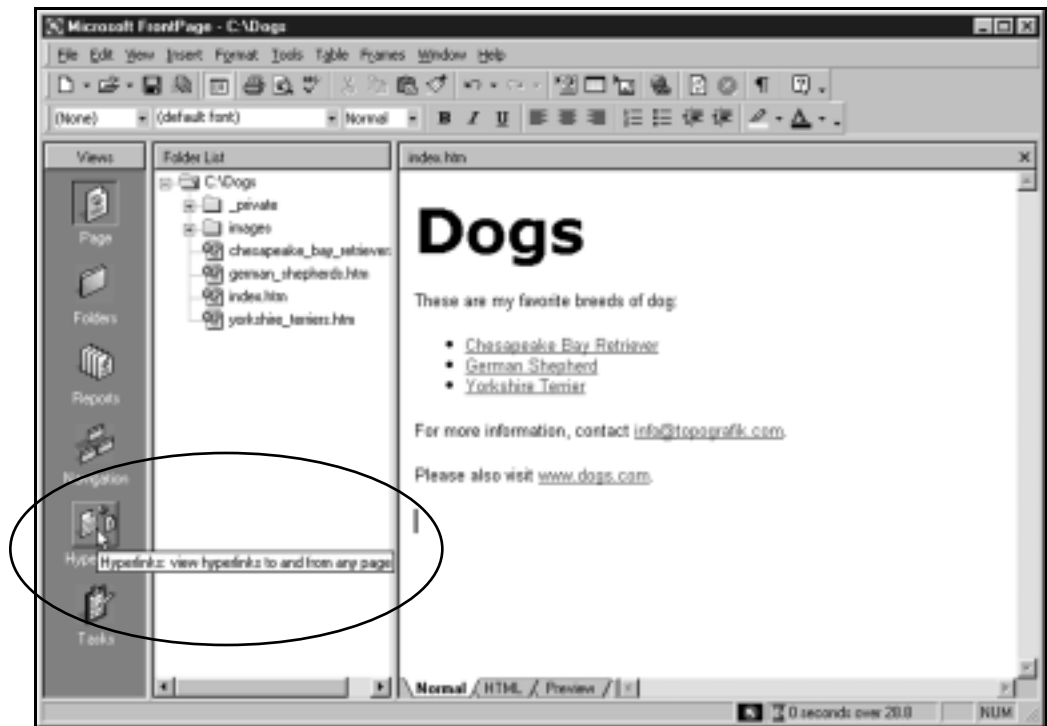 Microsoft FrontPage - C:\Dogs
File Edit View Insert Format Tools Table Frames Window Help
(None) (default font) Normal B I U A
Views Folder List index.htm
Page
Folders
Reports
Navigation
Hype
Tasks
C:\Dogs
_private
images
chesapeake_bay_retriever.
german_shepherds.htm
index.htm
yorkshire_terriers.htm
Dogs
These are my favorite breeds of dog:
Chesapeake Bay Retriever
German Shepherd
Yorkshire Terrier
For more information, contact info@topografik.com.
Please also visit www.dogs.com.
Hyperlinks: view hyperlinks to and from any page
Normal HTML Preview
0 seconds over 28.8 NUM